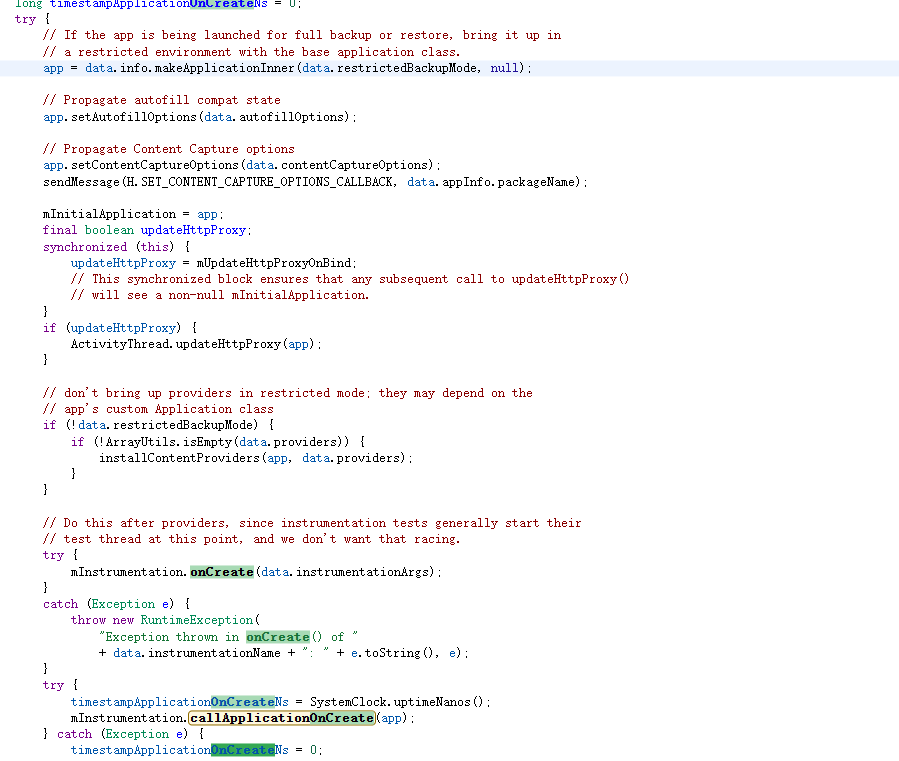 long timestampApplicationOnCreateNs = 0;
try {
// If the app is being launched for full backup or restore, bring it up in
// a restricted environment with the base application class.
app = data.info.makeApplicationInner(data.restrictedBackupMode, null);
// Propagate autofill compat state
app.setAutofillOptions(data.autofillOptions);
// Propagate Content Capture options
app.setContentCaptureOptions(data.contentCaptureOptions);
sendMessage(H.SET_CONTENT_CAPTURE_OPTIONS_CALLBACK, data.appInfo.packageName);
mInitialApplication = app;
final boolean updateHttpProxy;
synchronized (this) {
updateHttpProxy = mUpdateHttpProxyOnBind;
// This synchronized block ensures that any subsequent call to updateHttpProxy()
// will see a non-null mInitialApplication.
}
if (updateHttpProxy) {
ActivityThread.updateHttpProxy(app);
}
// don't bring up providers in restricted mode; they may depend on the
// app's custom Application class
if (!data.restrictedBackupMode) {
if (!ArrayUtils.isEmpty(data.providers)) {
installContentProviders(app, data.providers);
}
}
// Do this after providers, since instrumentation tests generally start their
// test thread at this point, and we don't want that racing.
try {
mInstrumentation.onCreate(data.instrumentationArgs);
}
catch (Exception e) {
throw new RuntimeException(
"Exception thrown in onCreate() of "
+ data.instrumentationName + ": " + e.toString(), e);
}
try {
timestampApplicationOnCreateNs = SystemClock.uptimeNanos();
mInstrumentation.callApplicationOnCreate(app);
} catch (Exception e) {
timestampApplicationOnCreateNs = 0;